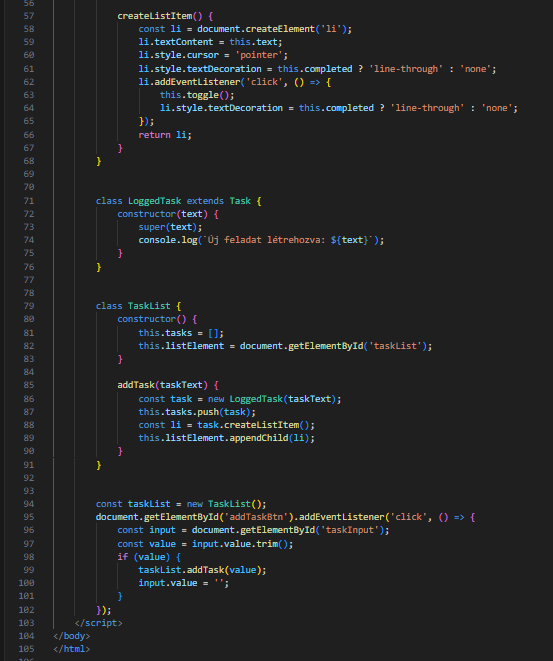 56
57 createListItem() {
58 const li = document.createElement('li');
59 li.textContent = this.text;
60 li.style.cursor = 'pointer';
61 li.style.textDecoration = this.completed ? 'line-through' : 'none';
62 li.addEventListener('click', () => {
63 this.toggle();
64 li.style.textDecoration = this.completed ? 'line-through' : 'none';
65 });
66 return li;
67 }
68 }
69
70
71 class LoggedTask extends Task {
72 constructor(text) {
73 super(text);
74 console.log(`Új feladat létrehozva: ${text}`);
75 }
76 }
77
78
79 class TaskList {
80 constructor() {
81 this.tasks = [];
82 this.listElement = document.getElementById('taskList');
83 }
84
85 addTask(taskText) {
86 const task = new LoggedTask(taskText);
87 this.tasks.push(task);
88 const li = task.createListItem();
89 this.listElement.appendChild(li);
90 }
91 }
92
93
94 const taskList = new TaskList();
95 document.getElementById('addTaskBtn').addEventListener('click', () => {
96 const input = document.getElementById('taskInput');
97 const value = input.value.trim();
98 if (value) {
99 taskList.addTask(value);
100 input.value = '';
101 }
102 });
103 </script>
104 </body>
105 </html>
106